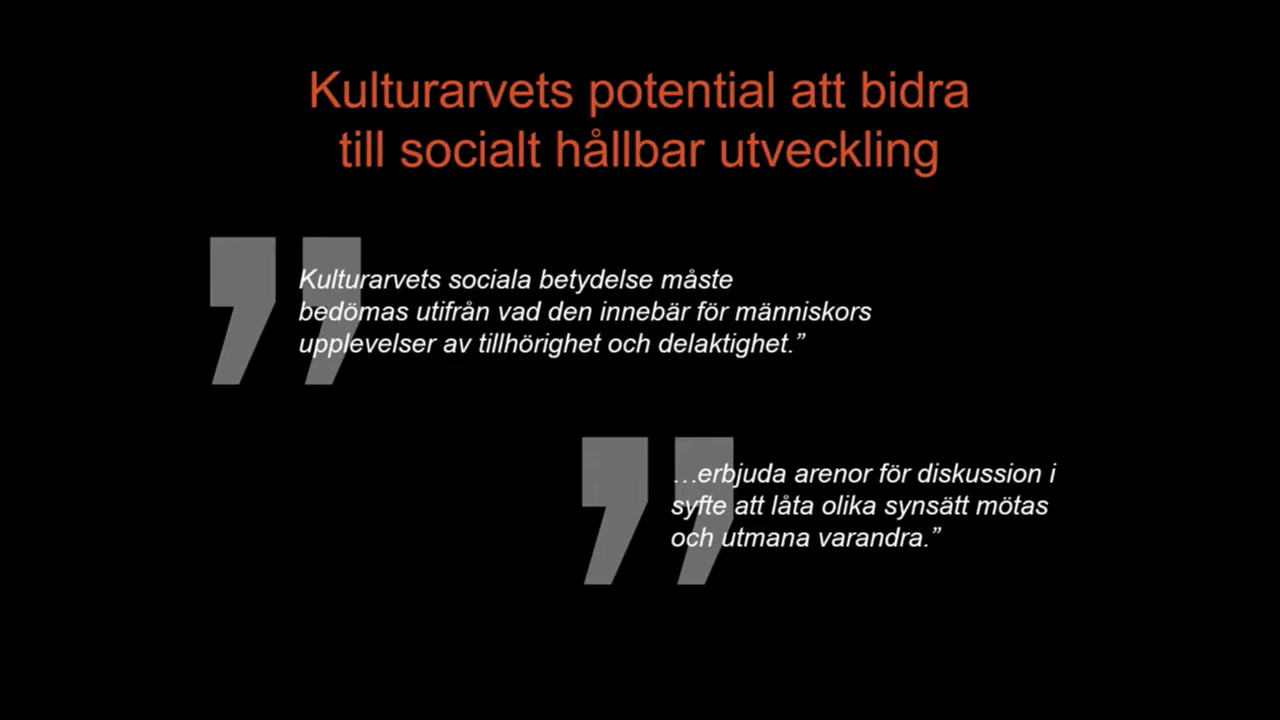 Kulturarvets potential att bidra
till socialt hållbar utveckling
Kulturarvets sociala betydelse måste
bedömas utifrån vad den innebär för människors
upplevelser av tillhörighet och delaktighet.”
…erbjuda arenor för diskussion i
syfte att låta olika synsätt mötas
och utmana varandra.”